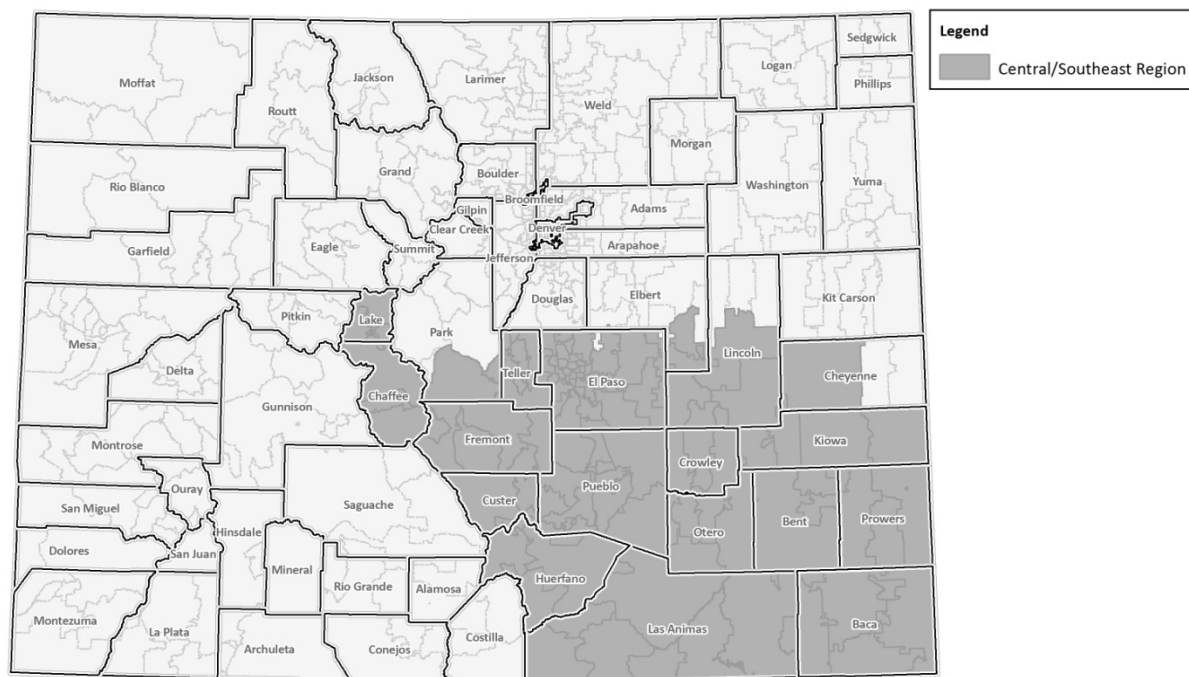 Legend
Central/Southeast Region
Sedgwick
Logan
Phillips
Moffat
Jackson
Larimer
Routt
Weld
Morgan
Rio Blanco
Grand
Boulder
Washington
Yuma
Broomfield
Gilpin
Adams
Clear Creek
Denver
Garfield
Eagle
Summit
Arapahoe
Jefferson
Douglas
Elbert
Kit Carson
Pitkin
Lake
Park
Mesa
Delta
Teller
El Paso
Lincoln
Cheyenne
Gunnison
Chaffee
Montrose
Fremont
Kiowa
Crowley
Ouray
Pueblo
San Miguel
Saguache
Custer
Otero
Bent
Prowers
Hinsdale
Dolores
San Juan
Mineral
Rio Grande
Alamosa
Huerfano
Montezuma
La Plata
Archuleta
Conejos
Costilla
Las Animas
Baca